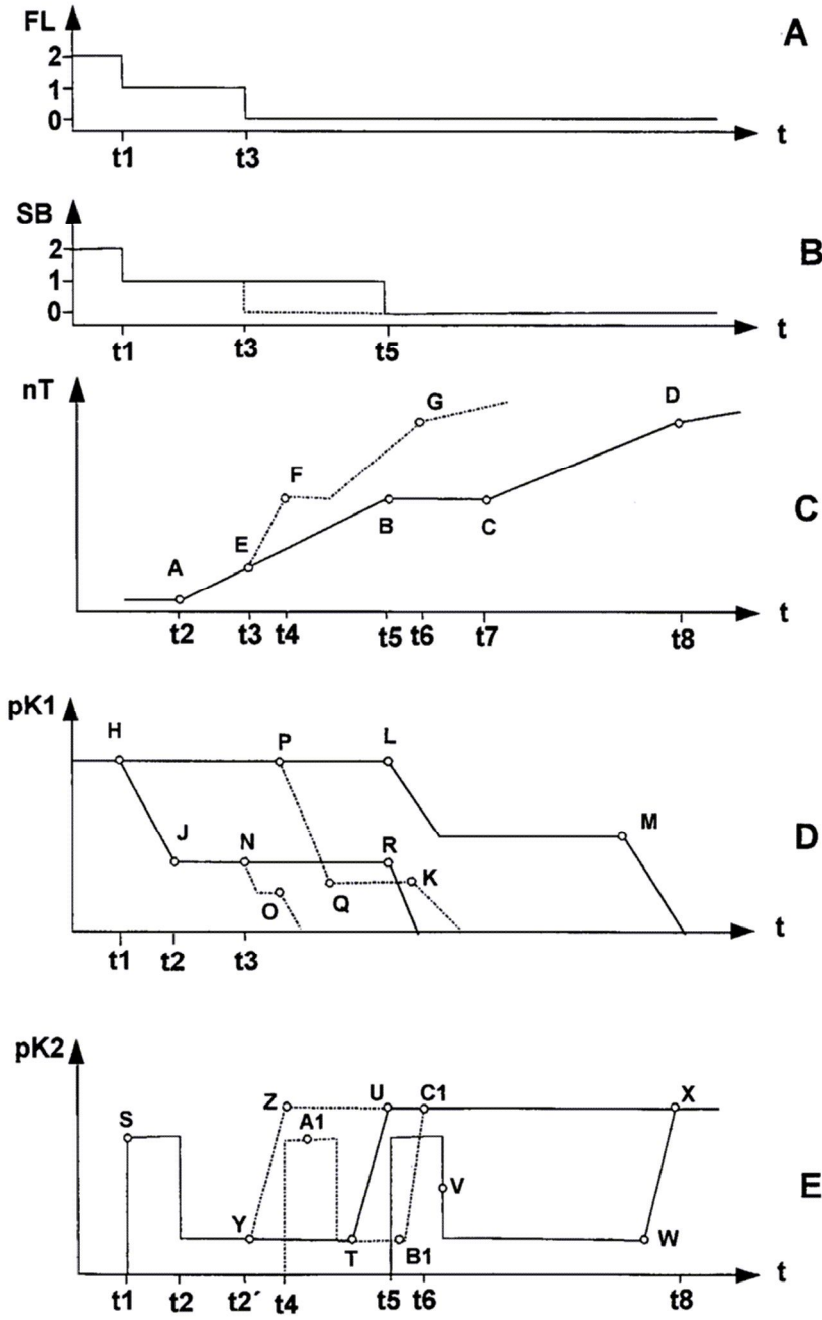 FL
A
2
1
0
t
t1 t3
SB
B
2
1
0
t
t1 t3 t5
nT
G D
F
C
B C
E
A
t
t2 t3 t4 t5 t6 t7 t8
pK1
H P L
M
D
J N R
K
O Q
t
t1 t2 t3
pK2
Z U C1 X
S A1
E
V
Y
T B1 W
t
t1 t2 t2´ t4 t5 t6 t8